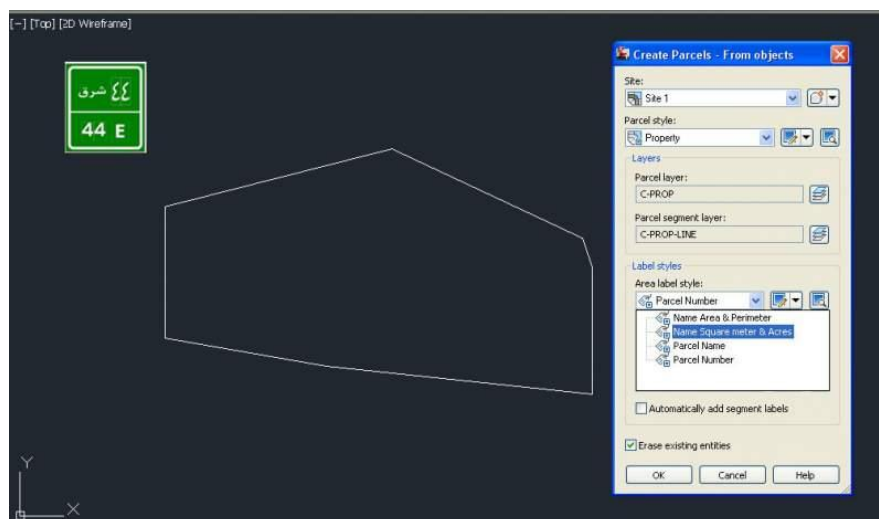 [-] [Top] [2D Wireframe]
٤٤ شرق
44 E
Create Parcels - From objects
Site:
Site 1
Parcel style:
Property
Layers
Parcel layer:
C-PROP
Parcel segment layer:
C-PROP-LINE
Label styles
Area label style:
Parcel Number
Name Area & Perimeter
Name Square meter & Acres
Parcel Name
Parcel Number
Automatically add segment labels
Erase existing entities
OK Cancel Help
Y
X